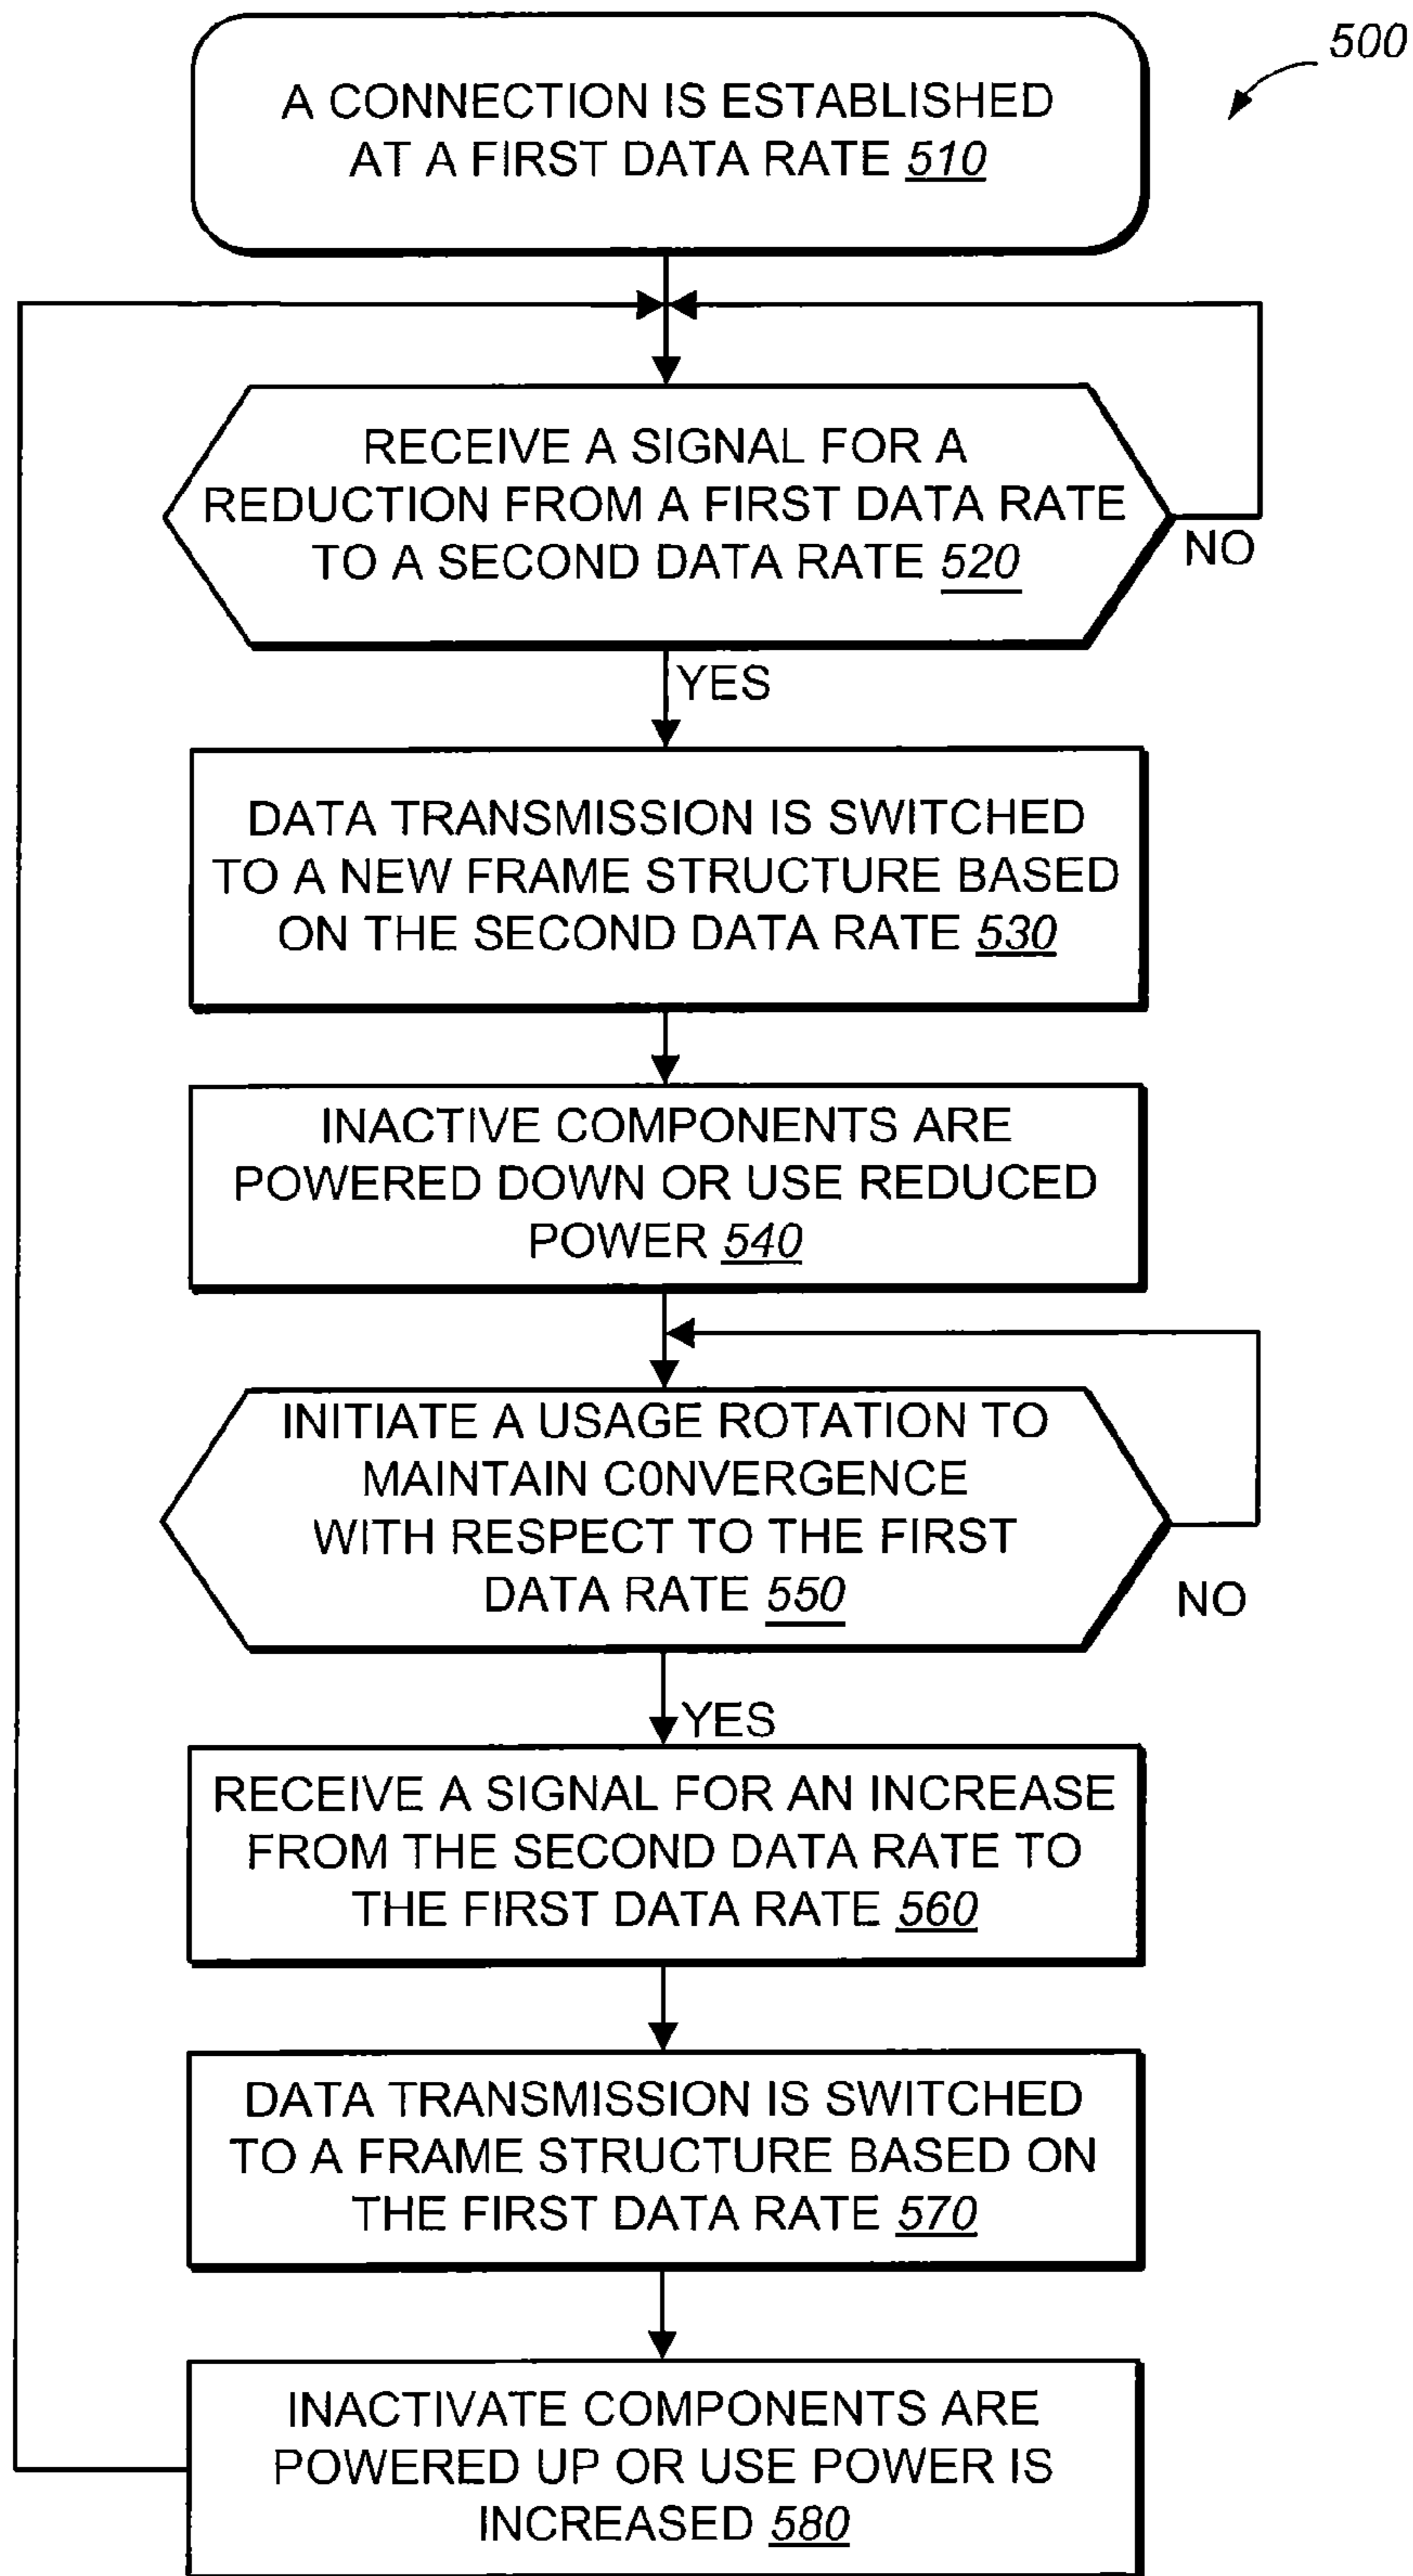 500
A CONNECTION IS ESTABLISHED
AT A FIRST DATA RATE 510
RECEIVE A SIGNAL FOR A
REDUCTION FROM A FIRST DATA RATE
TO A SECOND DATA RATE 520
NO
YES
DATA TRANSMISSION IS SWITCHED
TO A NEW FRAME STRUCTURE BASED
ON THE SECOND DATA RATE 530
INACTIVE COMPONENTS ARE
POWERED DOWN OR USE REDUCED
POWER 540
INITIATE A USAGE ROTATION TO
MAINTAIN C0NVERGENCE
WITH RESPECT TO THE FIRST
DATA RATE 550
NO
YES
RECEIVE A SIGNAL FOR AN INCREASE
FROM THE SECOND DATA RATE TO
THE FIRST DATA RATE 560
DATA TRANSMISSION IS SWITCHED
TO A FRAME STRUCTURE BASED ON
THE FIRST DATA RATE 570
INACTIVATE COMPONENTS ARE
POWERED UP OR USE POWER IS
INCREASED 580